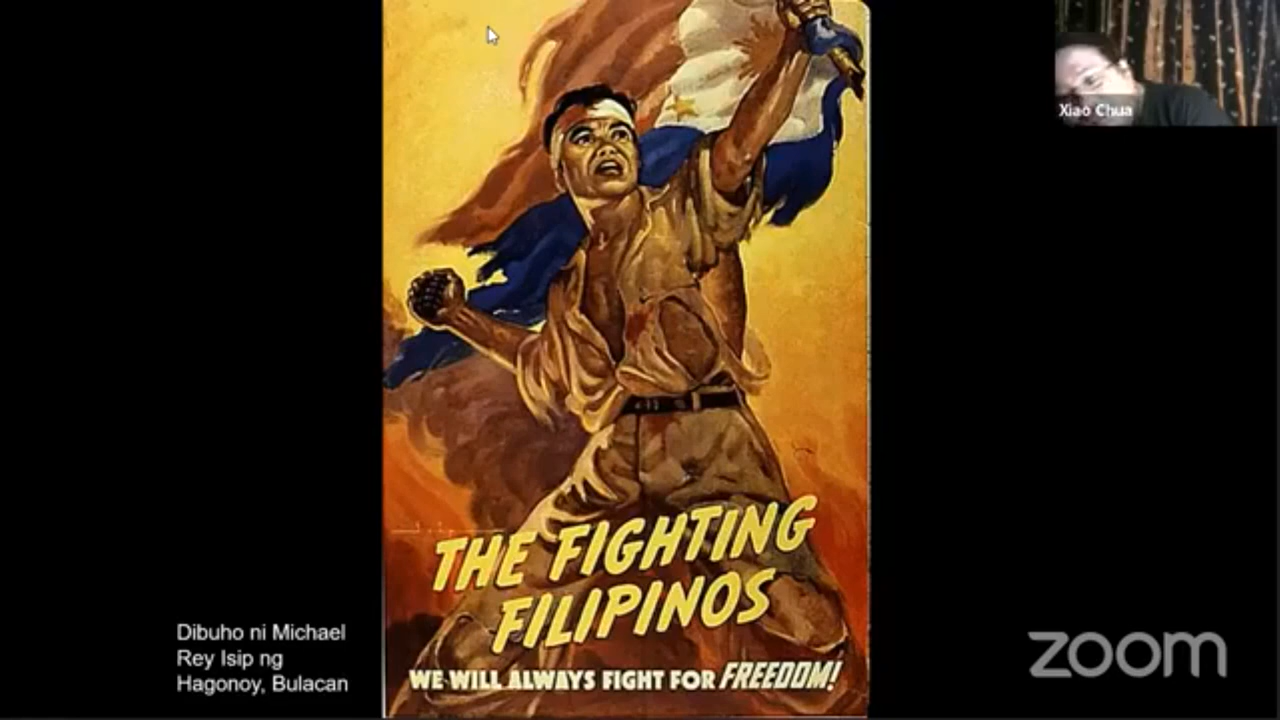 Xiao Chua
THE FIGHTING
FILIPINOS
WE WILL ALWAYS FIGHT FOR FREEDOM!
Dibuho ni Michael
Rey Isip ng
Hagonoy, Bulacan
zoom